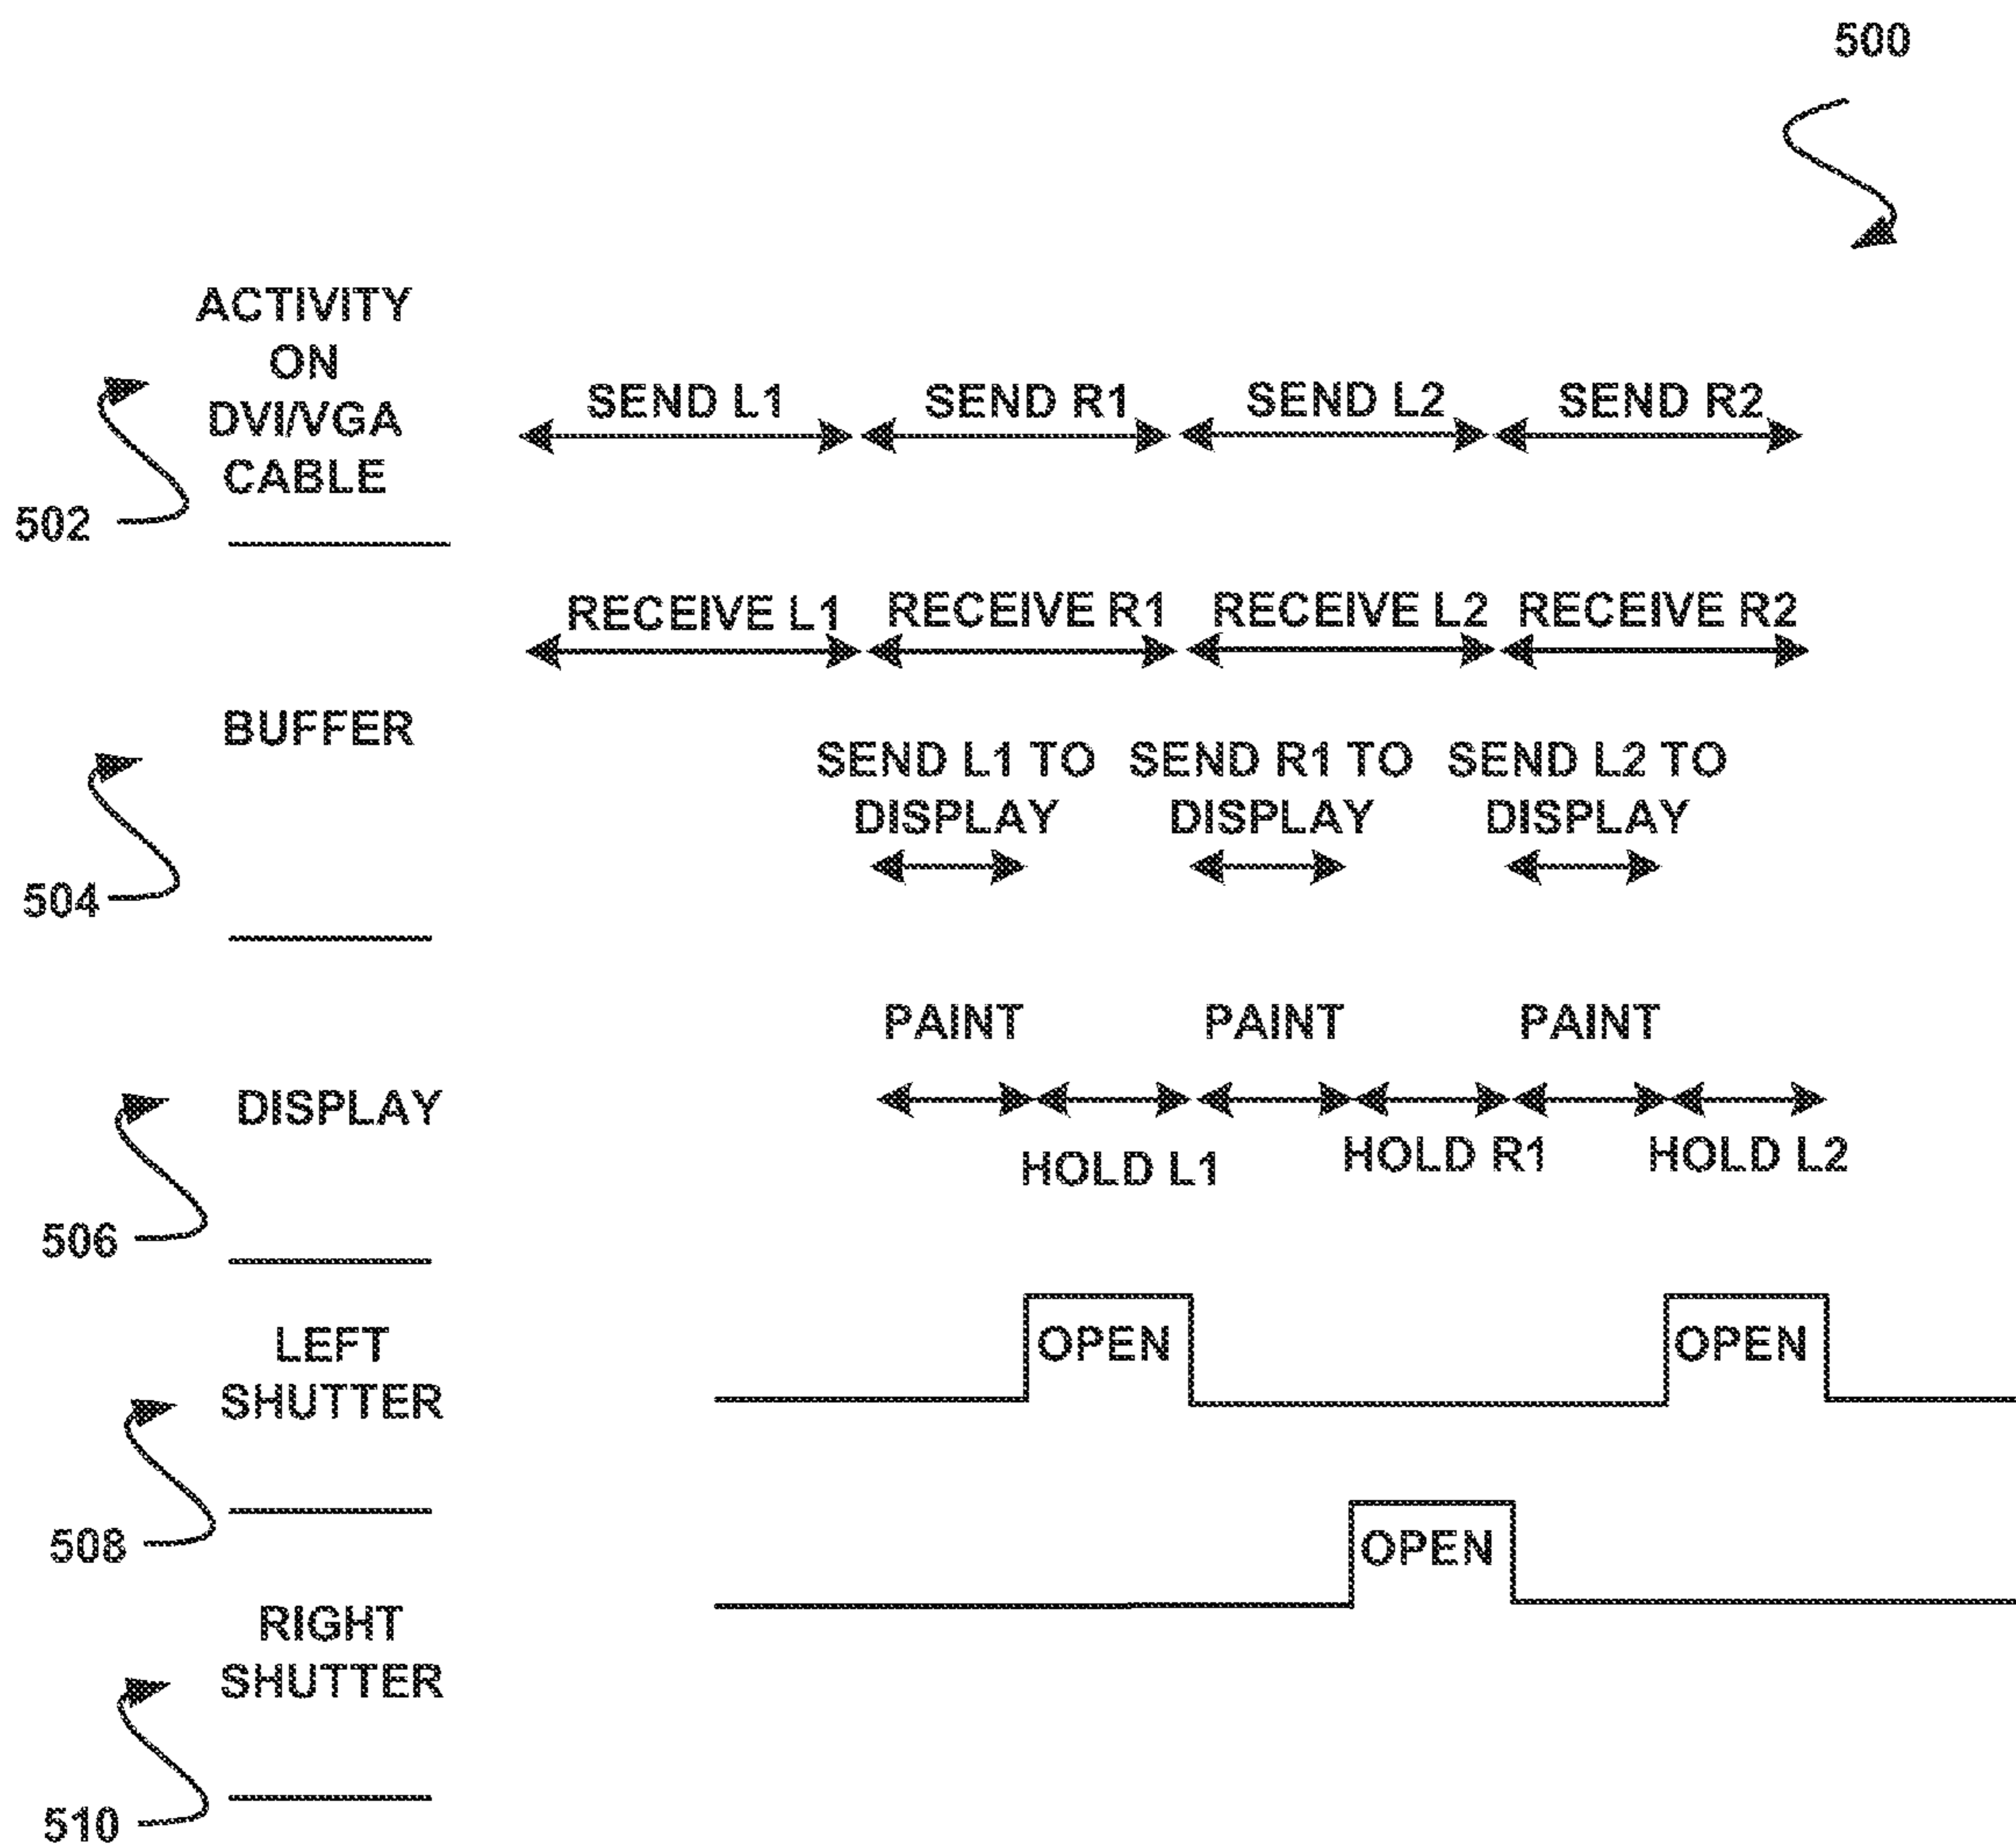 500
ACTIVITY
ON
DVI/VGA
CABLE
502
SEND L1 SEND R1 SEND L2 SEND R2
RECEIVE L1 RECEIVE R1 RECEIVE L2 RECEIVE R2
BUFFER
504
SEND L1 TO DISPLAY
SEND R1 TO DISPLAY
SEND L2 TO DISPLAY
PAINT PAINT PAINT
DISPLAY
506
HOLD L1 HOLD R1 HOLD L2
LEFT
SHUTTER
508
OPEN OPEN
OPEN
RIGHT
SHUTTER
510